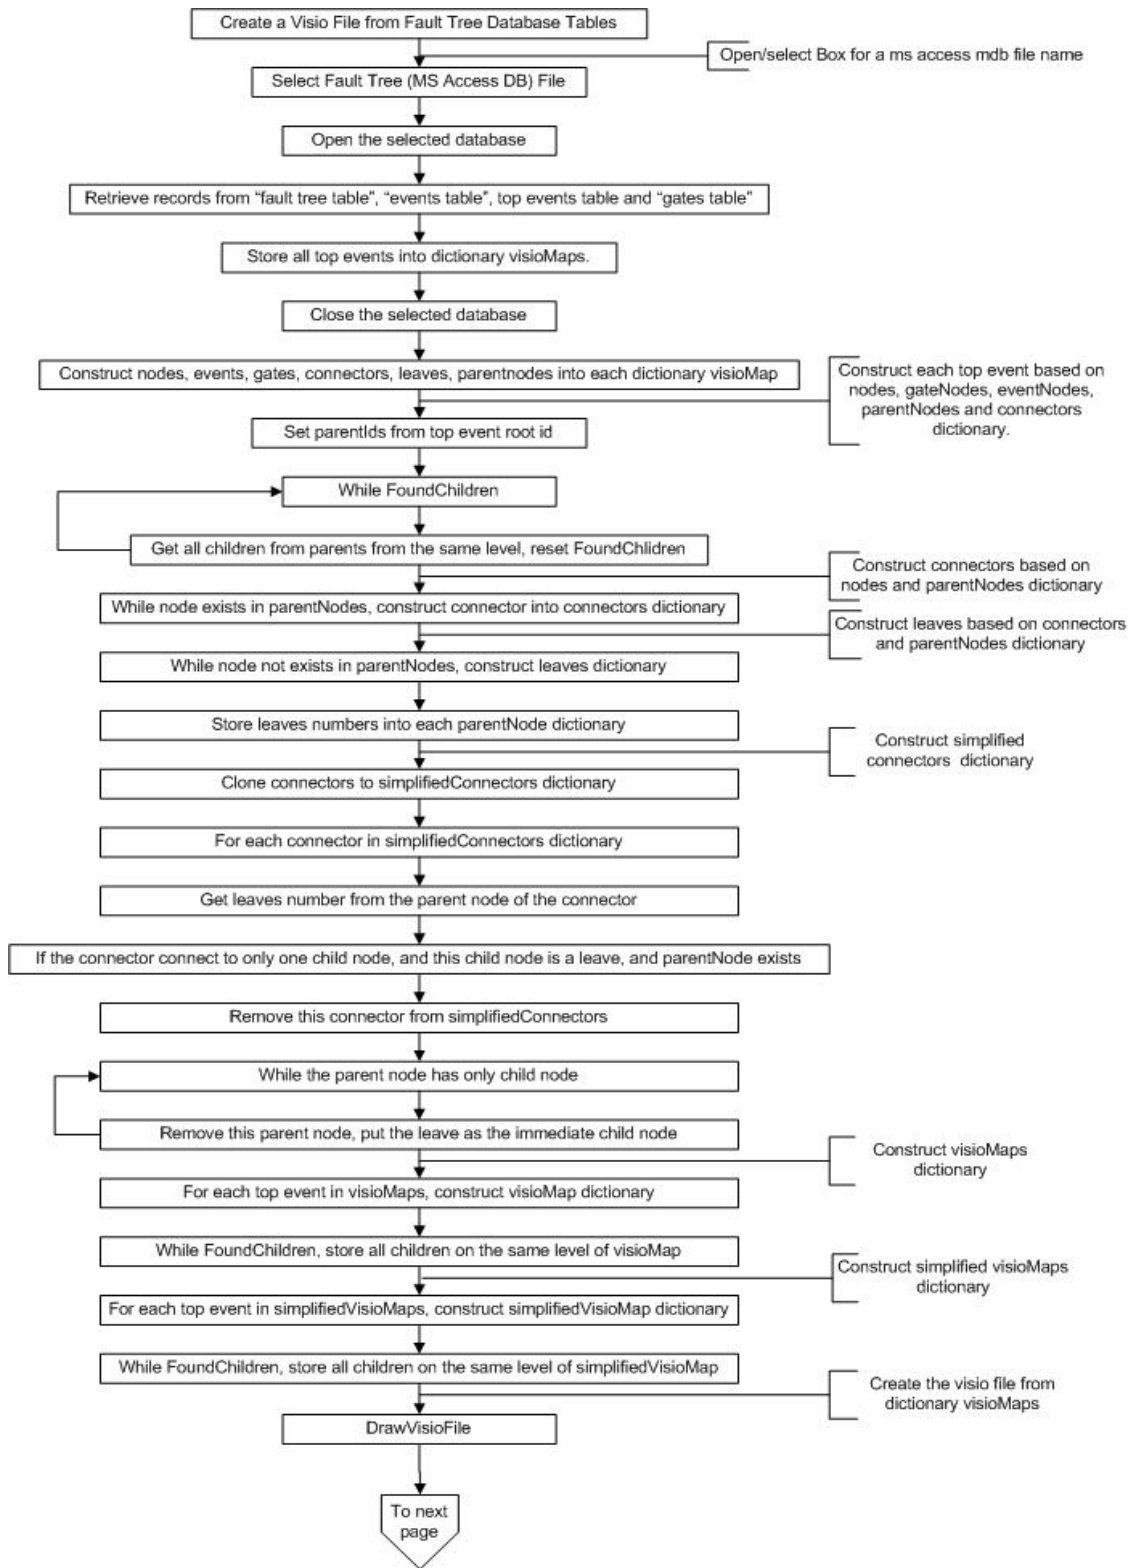 Create a Visio File from Fault Tree Database Tables
Open/select Box for a ms access mdb file name
Select Fault Tree (MS Access DB) File
Open the selected database
Retrieve records from “fault tree table”, “events table”, top events table and “gates table”
Store all top events into dictionary visioMaps.
Close the selected database
Construct nodes, events, gates, connectors, leaves, parentnodes into each dictionary visioMap
Construct each top event based on
nodes, gateNodes, eventNodes,
parentNodes and connectors
dictionary.
Set parentIds from top event root id
While FoundChildren
Get all children from parents from the same level, reset FoundChlidren
Construct connectors based on
nodes and parentNodes dictionary
While node exists in parentNodes, construct connector into connectors dictionary
Construct leaves based on connectors
and parentNodes dictionary
While node not exists in parentNodes, construct leaves dictionary
Store leaves numbers into each parentNode dictionary
Construct simplified
connectors dictionary
Clone connectors to simplifiedConnectors dictionary
For each connector in simplifiedConnectors dictionary
Get leaves number from the parent node of the connector
If the connector connect to only one child node, and this child node is a leave, and parentNode exists
Remove this connector from simplifiedConnectors
While the parent node has only child node
Remove this parent node, put the leave as the immediate child node
Construct visioMaps
dictionary
For each top event in visioMaps, construct visioMap dictionary
While FoundChildren, store all children on the same level of visioMap
Construct simplified visioMaps
dictionary
For each top event in simplifiedVisioMaps, construct simplifiedVisioMap dictionary
While FoundChildren, store all children on the same level of simplifiedVisioMap
Create the visio file from
dictionary visioMaps
DrawVisioFile
To next
page